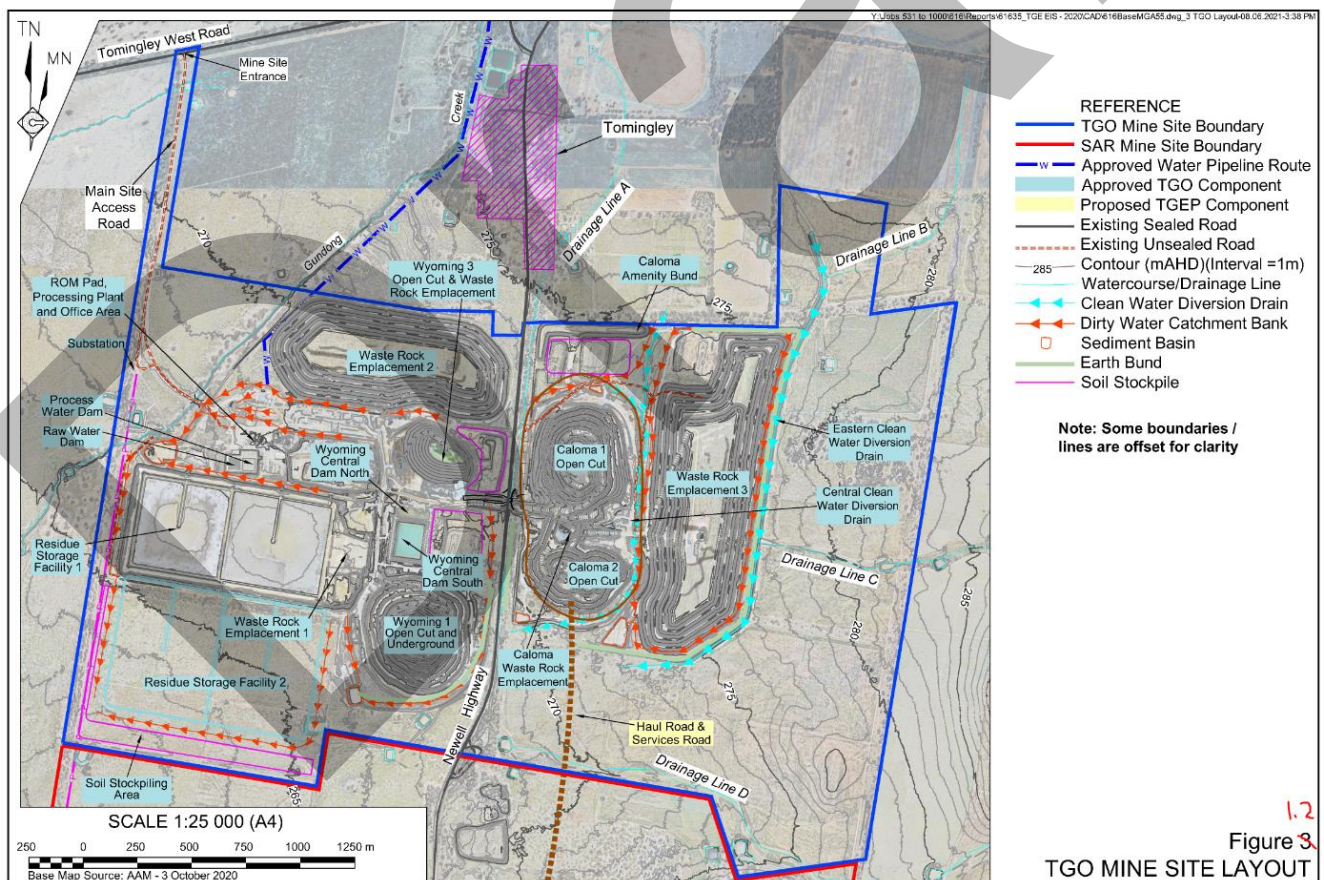 Y:\Jobs 531 to 1000\616\Reports\61635_TGE EIS - 2020\CAD\616BaseMGA55.dwg_3 TGO Layout-08.06.2021-3:38 PM
TN
MN
Tomingley West Road
Mine Site
Entrance
Creek
Tomingley
Main Site
Access
Road
270
Gundong
275
Drainage Line A
Drainage Line B
280
ROM Pad,
Processing Plant
and Office Area
Wyoming 3
Open Cut & Waste
Rock Emplacement
Caloma
Amenity Bund
275
Substation
Waste Rock
Emplacement 2
Process
Water Dam
Raw Water
Dam
Wyoming
Central
Dam North
Caloma 1
Open Cut
Waste Rock
Emplacement 3
Eastern Clean
Water Diversion
Drain
Central Clean
Water Diversion
Drain
Residue
Storage
Facility 1
Wyoming
Central
Dam South
Caloma 2
Open Cut
Drainage Line C
285
Waste Rock
Emplacement 1
Wyoming 1
Open Cut and
Underground
280
Caloma
Waste Rock
Emplacement
Residue Storage Facility 2
275
270
Newell Highway
Haul Road &
Services Road
Drainage Line D
Soil Stockpiling
Area
265
SCALE 1:25 000 (A4)
250 0 250 500 750 1000 1250 m
Base Map Source: AAM - 3 October 2020
REFERENCE
TGO Mine Site Boundary
SAR Mine Site Boundary
w Approved Water Pipeline Route
Approved TGO Component
Proposed TGEP Component
Existing Sealed Road
Existing Unsealed Road
285 Contour (mAHD)(Interval =1m)
Watercourse/Drainage Line
Clean Water Diversion Drain
Dirty Water Catchment Bank
Sediment Basin
Earth Bund
Soil Stockpile
Note: Some boundaries /
lines are offset for clarity
1.2
Figure 3
TGO MINE SITE LAYOUT